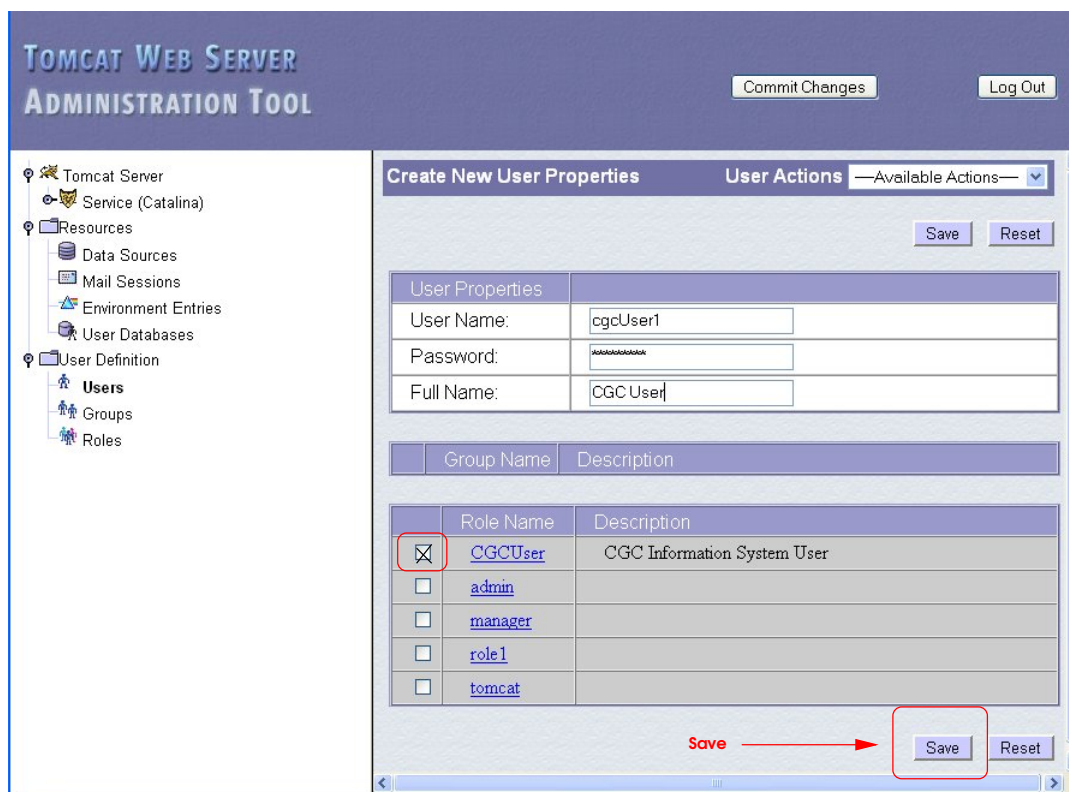 TOMCAT WEB SERVER
ADMINISTRATION TOOL
Commit Changes
Log Out
Tomcat Server
Service (Catalina)
Resources
Data Sources
Mail Sessions
Environment Entries
User Databases
User Definition
Users
Groups
Roles
Create New User Properties
User Actions
—Available Actions—
Save
Reset
User Properties
User Name:
cgcUser1
Password:
Full Name:
CGC User
Group Name
Description
Role Name
Description
CGCUser
CGC Information System User
admin
manager
role1
tomcat
Save
Save
Reset